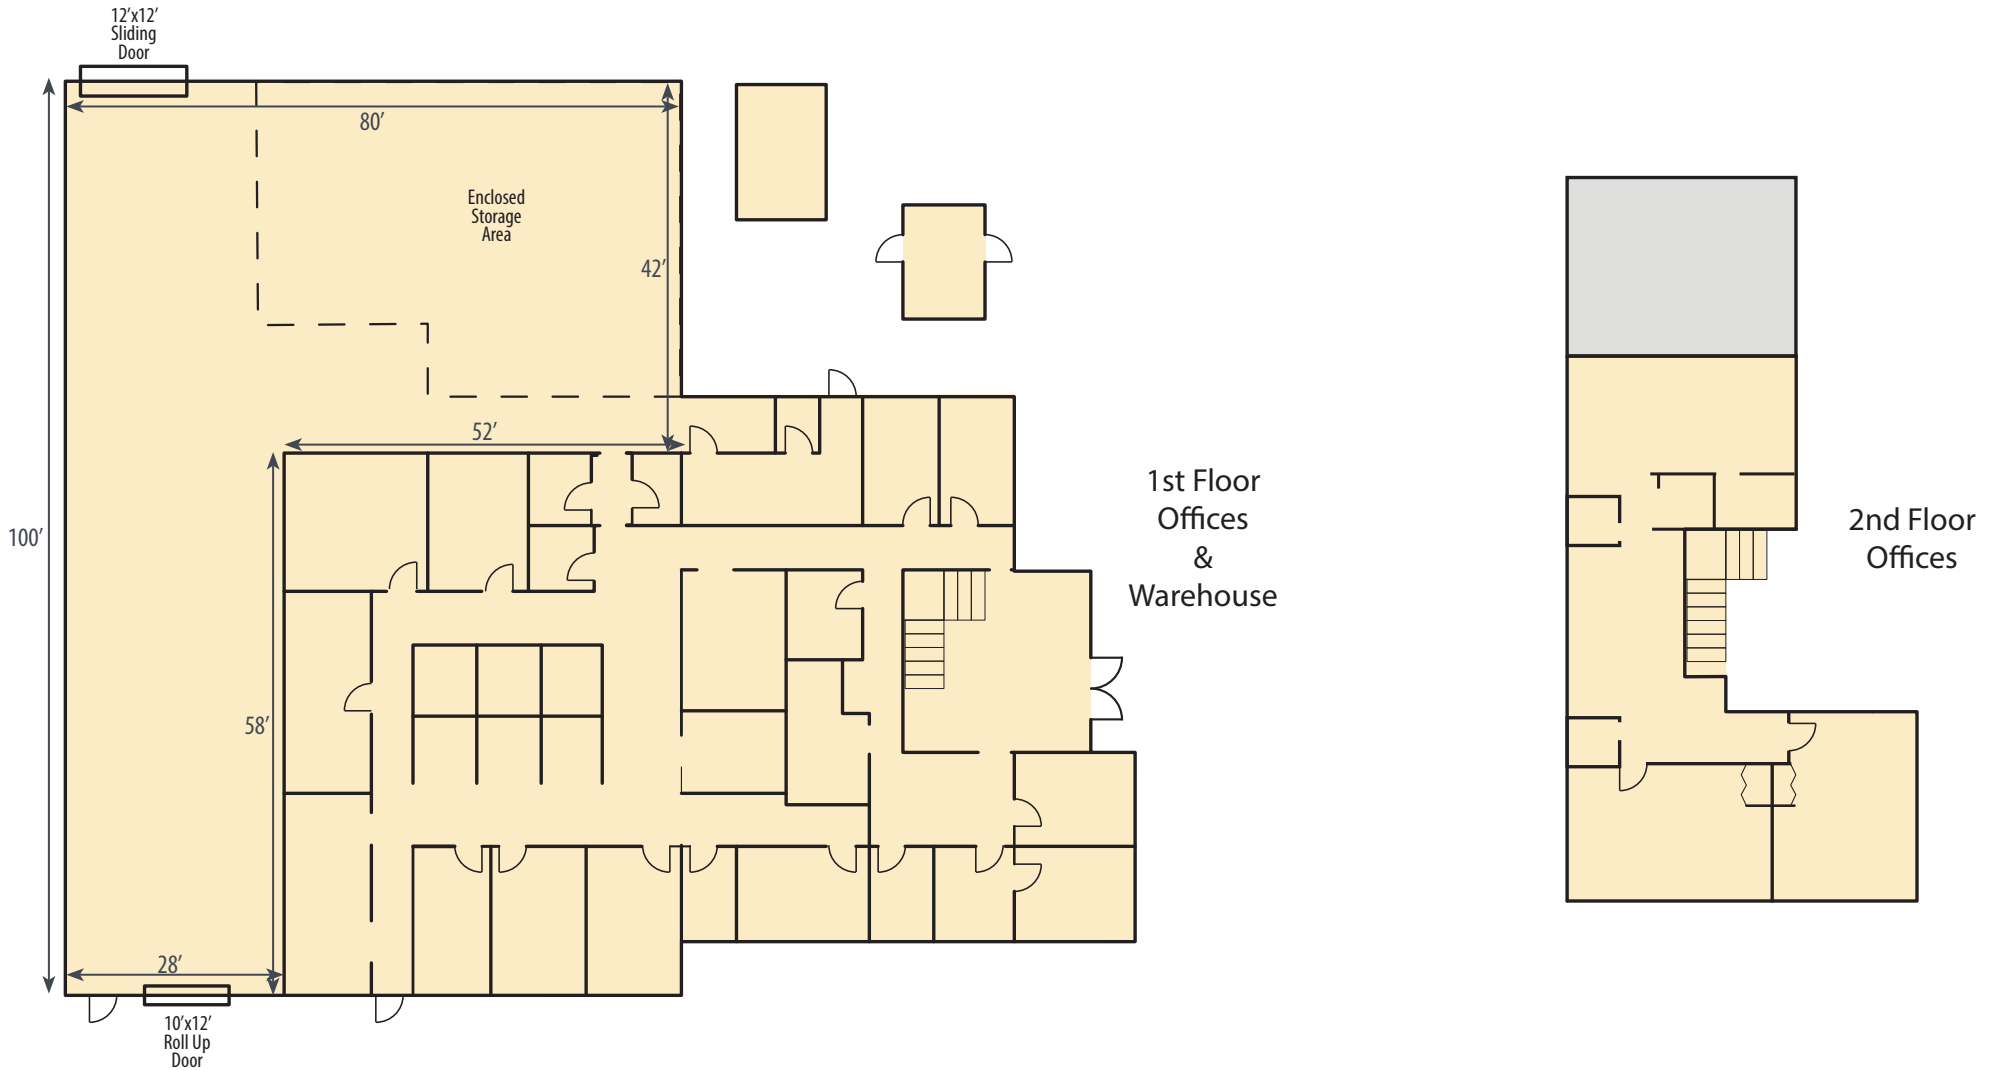 12’x12’
Sliding
Door
80’
Enclosed
Storage
Area
42’
52’
100’
58’
28’
10’x12’
Roll Up
Door
1st Floor
Offices
&
Warehouse
2nd Floor
Offices